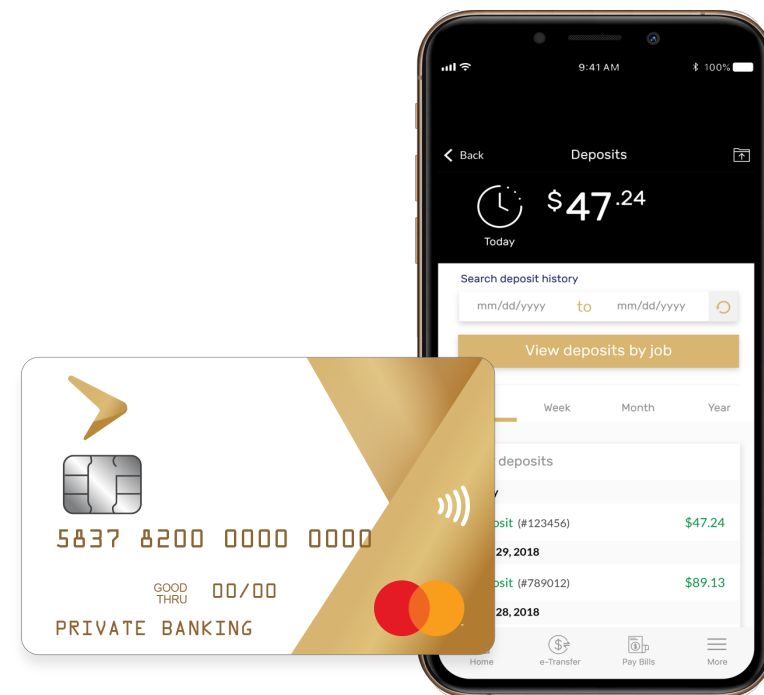 9:41 AM
100%
Back
Deposits
$47.24
Today
Search deposit history
mm/dd/yyyy to mm/dd/yyyy
View deposits by job
Week Month Year
deposits
(#123456) $47.24
29, 2018
(#789012) $89.13
28, 2018
Home e-Transfer Pay Bills More
5837 8200 0000 0000
GOOD
THRU
00/00
PRIVATE BANKING